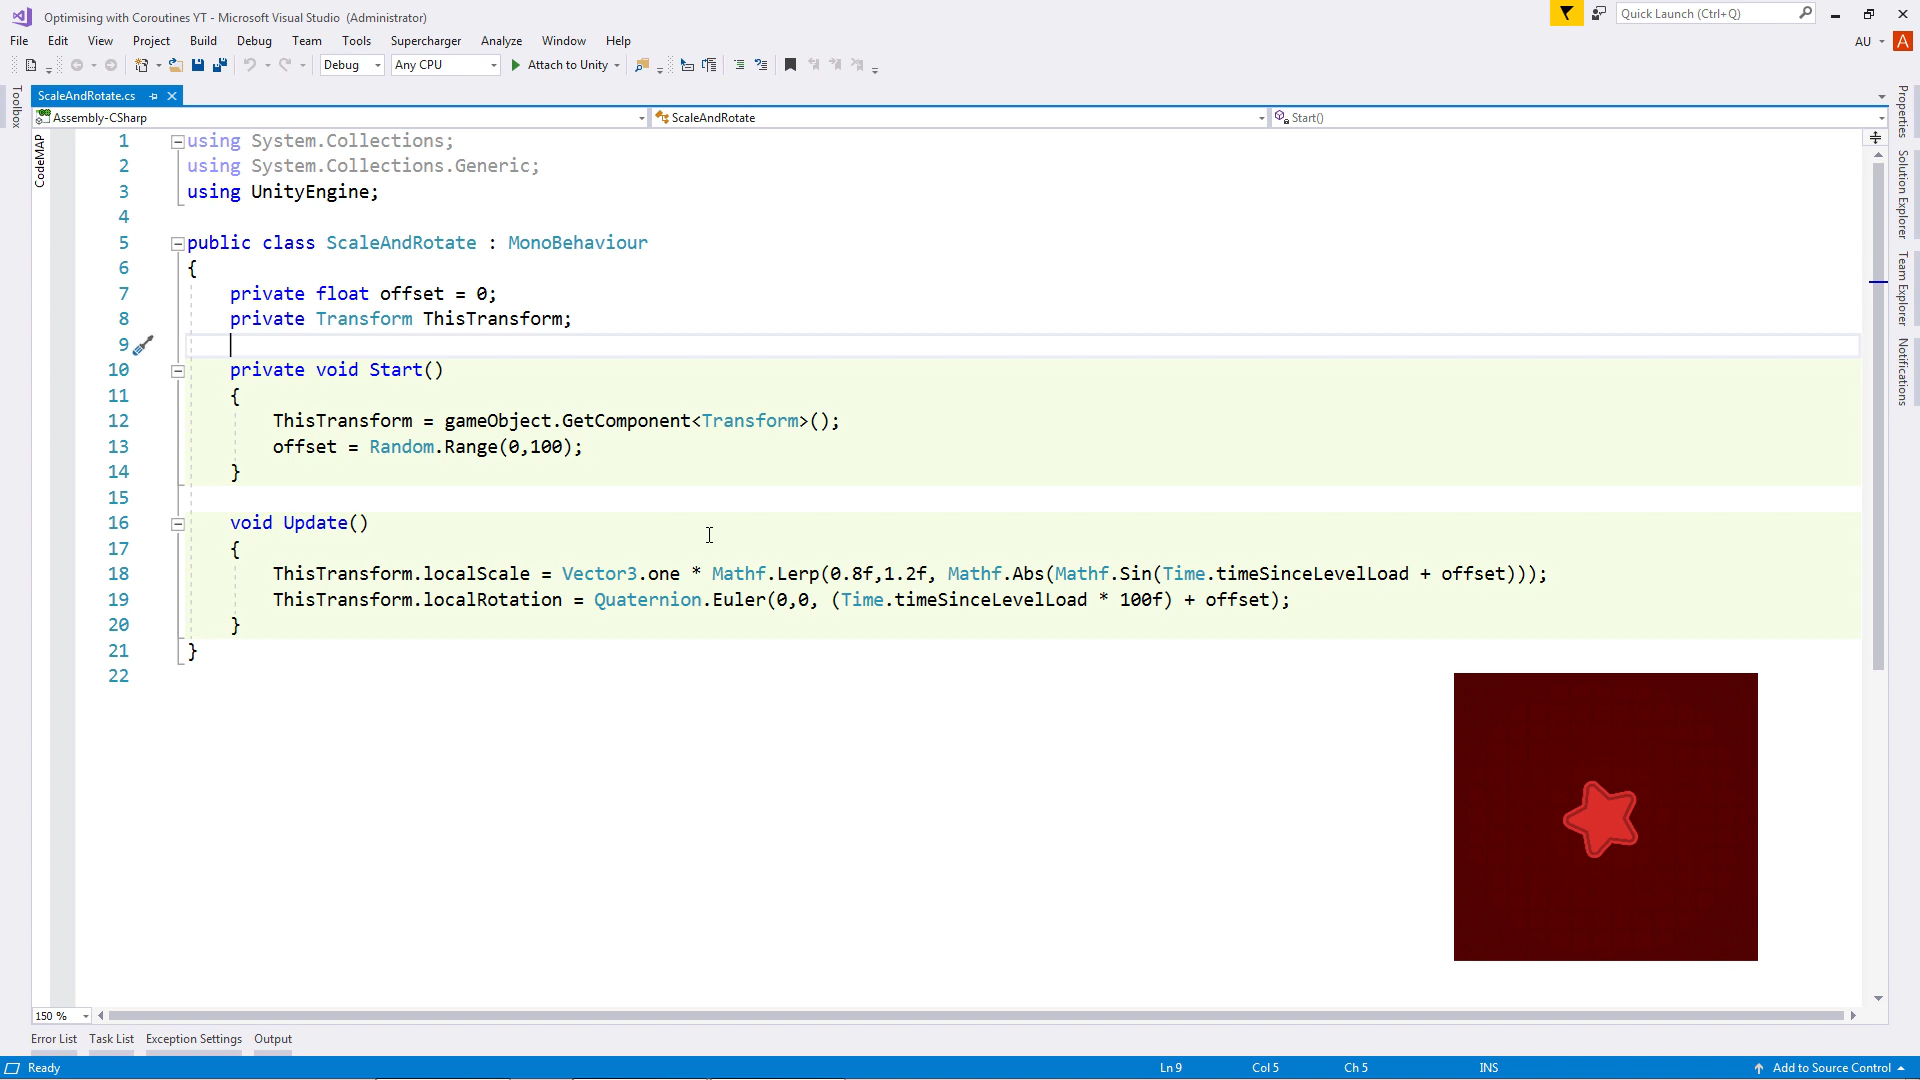 Optimising with Coroutines YT - Microsoft Visual Studio (Administrator)
Quick Launch (Ctrl+Q)
File Edit View Project Build Debug Team Tools Supercharger Analyze Window Help
AU A
Debug Any CPU Attach to Unity
ScaleAndRotate.cs
Assembly-CSharp ScaleAndRotate Start()
Toolbox
CodeMAP
Properties
Solution Explorer
Team Explorer
Notifications
1 using System.Collections;
2 using System.Collections.Generic;
3 using UnityEngine;
4
5 public class ScaleAndRotate : MonoBehaviour
6 {
7 private float offset = 0;
8 private Transform ThisTransform;
9
10 private void Start()
11 {
12 ThisTransform = gameObject.GetComponent<Transform>();
13 offset = Random.Range(0,100);
14 }
15
16 void Update()
17 {
18 ThisTransform.localScale = Vector3.one * Mathf.Lerp(0.8f,1.2f, Mathf.Abs(Mathf.Sin(Time.timeSinceLevelLoad + offset)));
19 ThisTransform.localRotation = Quaternion.Euler(0,0, (Time.timeSinceLevelLoad * 100f) + offset);
20 }
21 }
22
150 %
Error List Task List Exception Settings Output
Ready Ln 9 Col 5 Ch 5 INS Add to Source Control